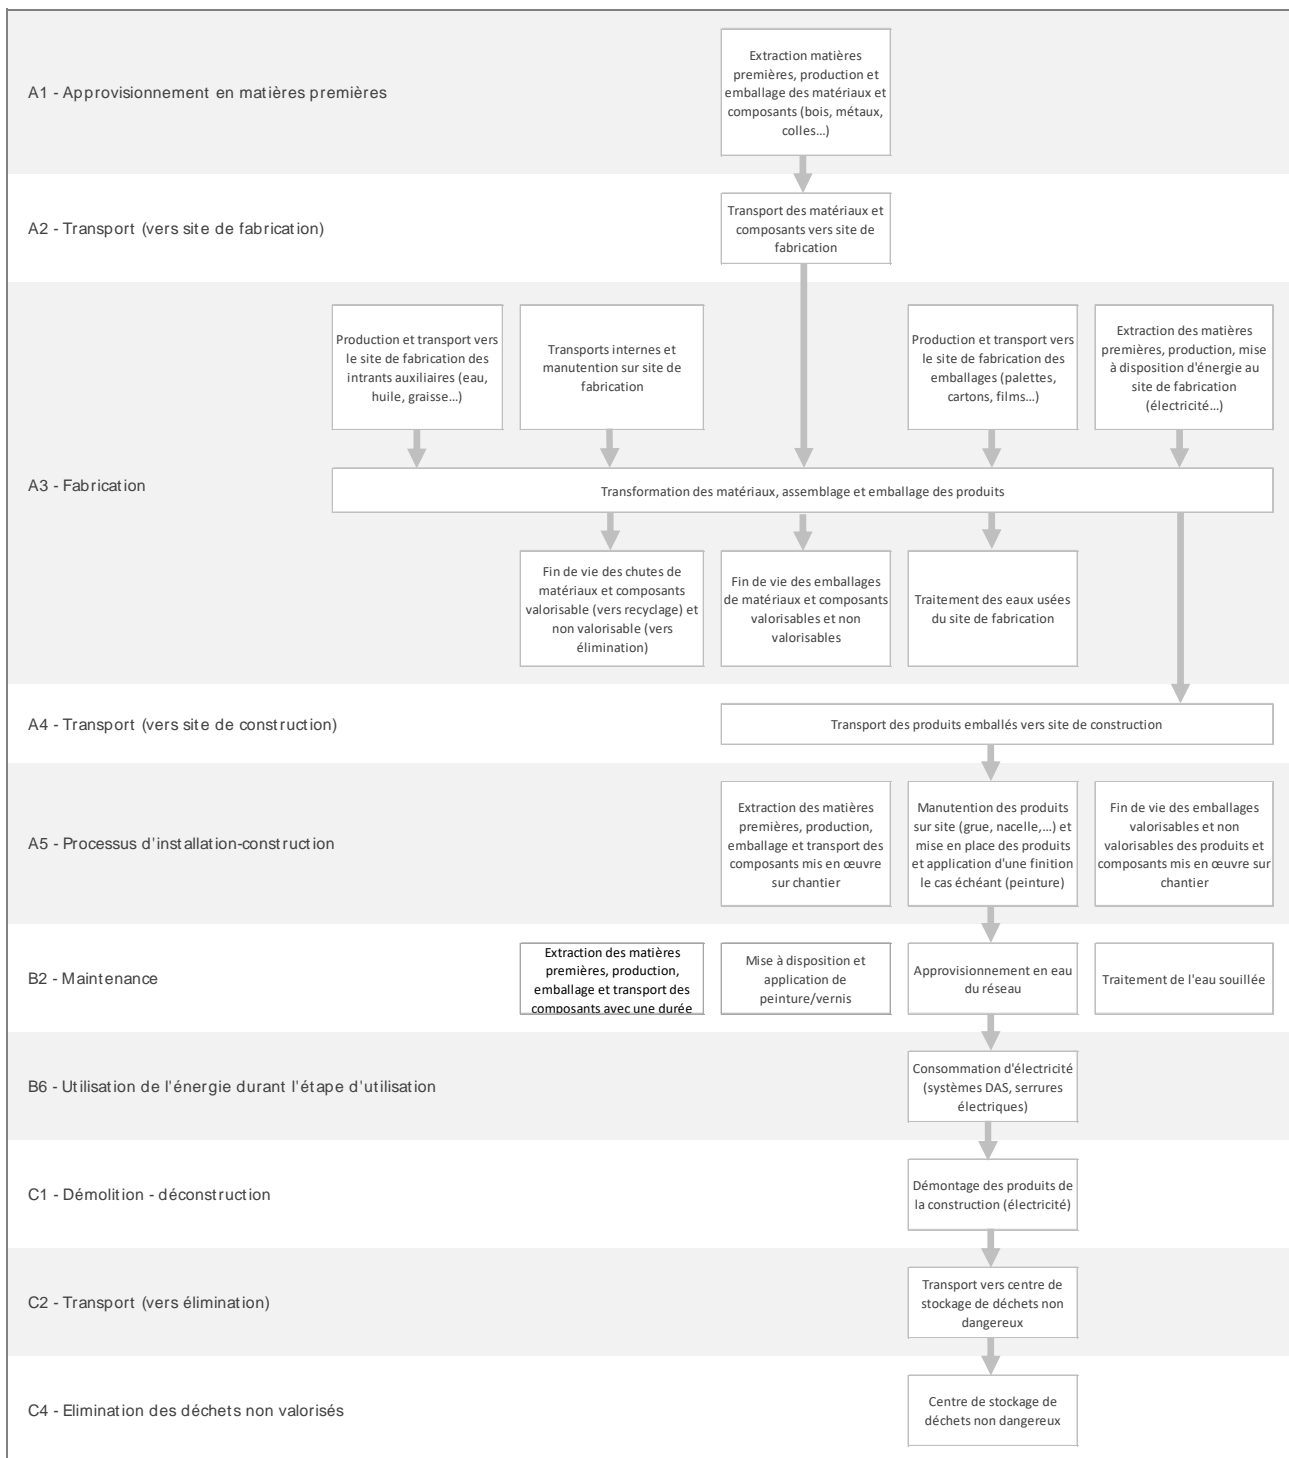 Extraction matières
premières, production et
emballage des matériaux et
composants (bois, métaux,
colles…)
A1 - Approvisionnement en matières premières
A2 - Transport (vers site de fabrication)
Transport des matériaux et
composants vers site de
fabrication
Production et transport vers
le site de fabrication des
intrants auxiliaires (eau,
huile, graisse…)
Transports internes et
manutention sur site de
fabrication
Production et transport vers
le site de fabrication des
emballages (palettes,
cartons, films…)
Extraction des matières
premières, production, mise
à disposition d'énergie au
site de fabrication
(électricité…)
A3 - Fabrication
Transformation des matériaux, assemblage et emballage des produits
Fin de vie des chutes de
matériaux et composants
valorisable (vers recyclage) et
non valorisable (vers
élimination)
Fin de vie des emballages
de matériaux et composants
valorisables et non
valorisables
Traitement des eaux usées
du site de fabrication
A4 - Transport (vers site de construction)
Transport des produits emballés vers site de construction
A5 - Processus d'installation-construction
Extraction des matières
premières, production,
emballage et transport des
composants mis en œuvre
sur chantier
Manutention des produits
sur site (grue, nacelle,…) et
mise en place des produits
et application d'une finition
le cas échéant (peinture)
Fin de vie des emballages
valorisables et non
valorisables des produits et
composants mis en œuvre sur
chantier
B2 - Maintenance
Extraction des matières
premières, production,
emballage et transport des
composants avec une durée
Mise à disposition et
application de
peinture/vernis
Approvisionnement en eau
du réseau
Traitement de l'eau souillée
B6 - Utilisation de l'énergie durant l'étape d'utilisation
Consommation d'électricité
(systèmes DAS, serrures
électriques)
C1 - Démolition - déconstruction
Démontage des produits de
la construction (électricité)
C2 - Transport (vers élimination)
Transport vers centre de
stockage de déchets non
dangereux
C4 - Elimination des déchets non valorisés
Centre de stockage de
déchets non dangereux